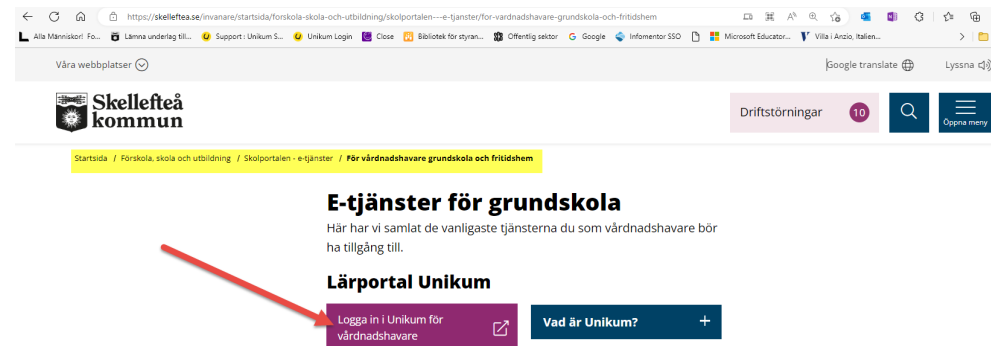 https://skelleftea.se/invanare/startsida/forskola-skola-och-utbildning/skolportalen---e-tjanster/for-vardnadshavare-grundskola-och-fritidshem
Alla Människor! Fo... Lämna underlag till... Support : Unikum S... Unikum Login Close Bibliotek för styran... Offentlig sektor Google Infomentor SSO Microsoft Educator... Villa i Anzio, Italien...
Våra webbplatser Google translate Lyssna
Skellefteå
kommun
Driftstörningar 10
Öppna meny
Startsida / Förskola, skola och utbildning / Skolportalen - e-tjänster / För vårdnadshavare grundskola och fritidshem
E-tjänster för grundskola
Här har vi samlat de vanligaste tjänsterna du som vårdnadshavare bör
ha tillgång till.
Lärportal Unikum
Logga in i Unikum för
vårdnadshavare
Vad är Unikum? +